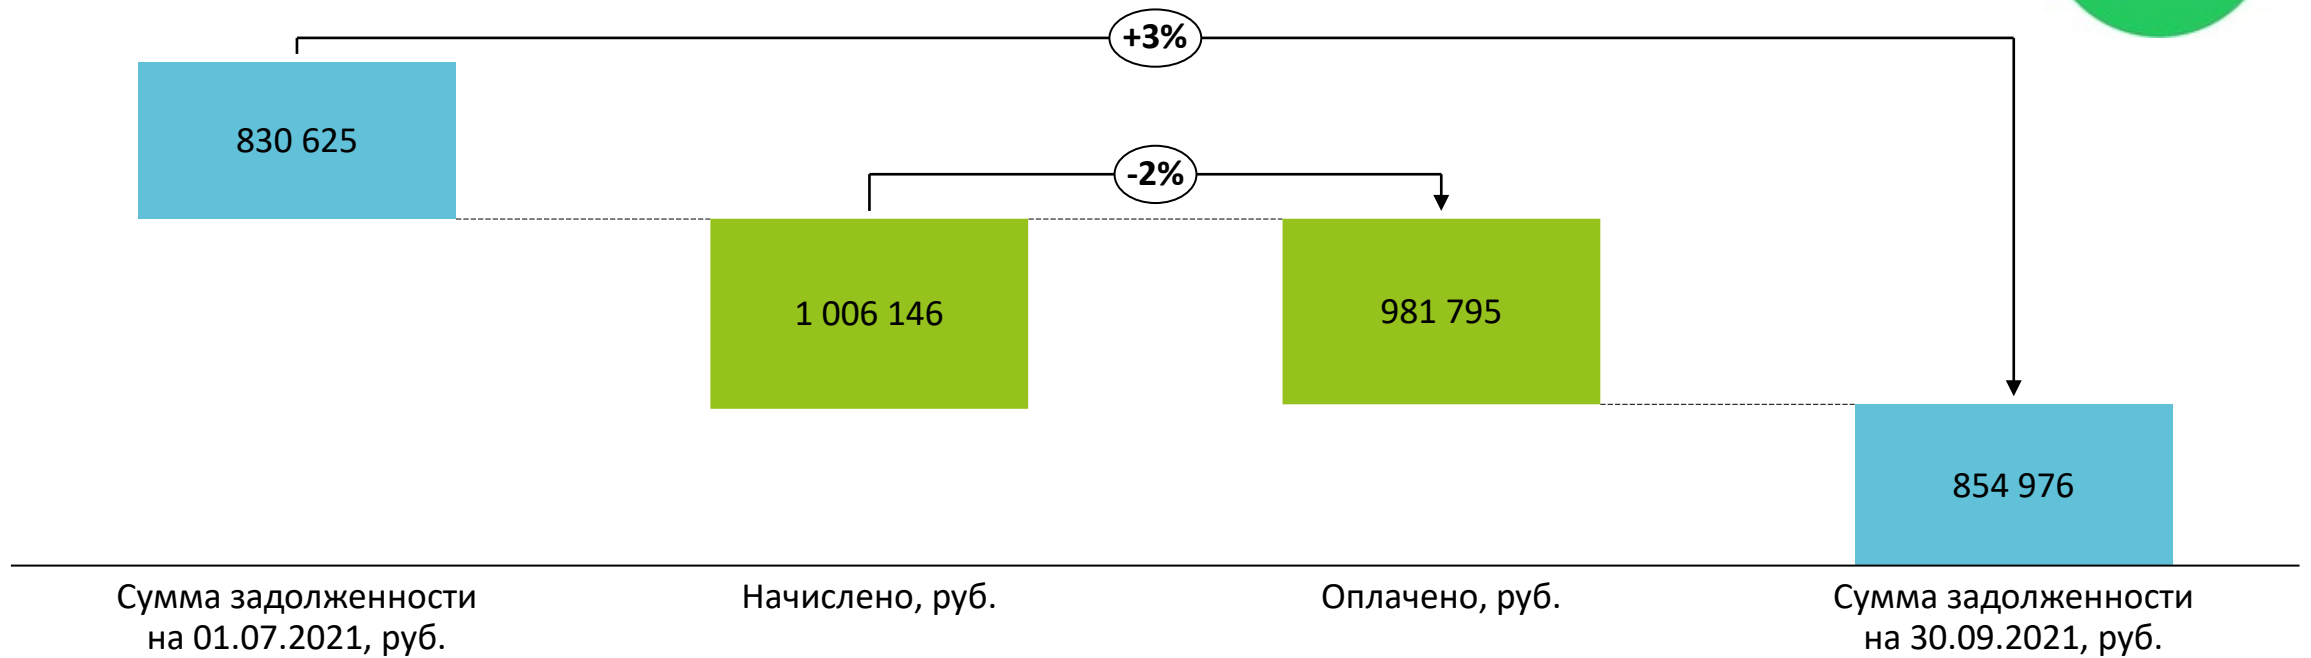 +3%
830 625
-2%
1 006 146
981 795
854 976
Сумма задолженности
на 01.07.2021, руб.
Начислено, руб.
Оплачено, руб.
Сумма задолженности
на 30.09.2021, руб.